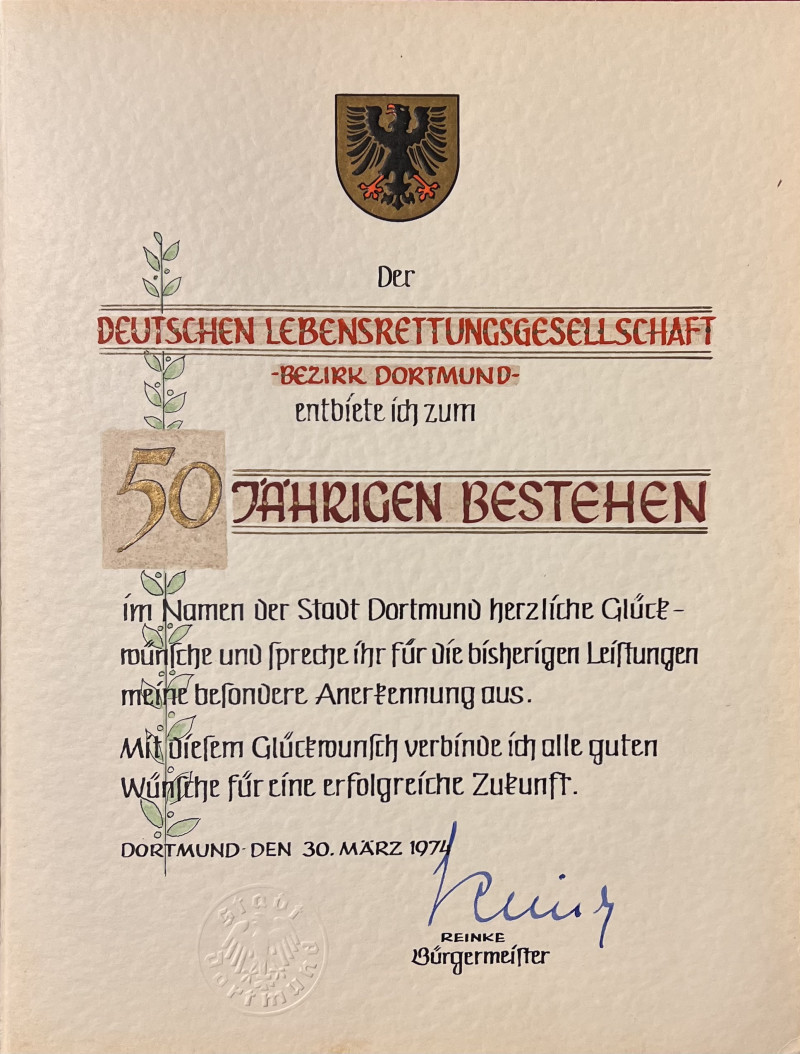 Der
DEUTSCHEN LEBENSRETTUNGSGESELLSCHAFT
-BEZIRK DORTMUND-
entbiete ich zum
50 JÄHRIGEN BESTEHEN
im Namen der Stadt Dortmund herzliche Glück-
wünſche und ſpreche ihr für die bisherigen Leiſtungen
meine beſondere Anerkennung aus.
Mit dieſem Glückwunſch verbinde ich alle guten
Wünſche für eine erfolgreiche Zukunft.
DORTMUND·DEN 30. MÄRZ 1974
REINKE
Bürgermeiſter
Stadt Dortmund